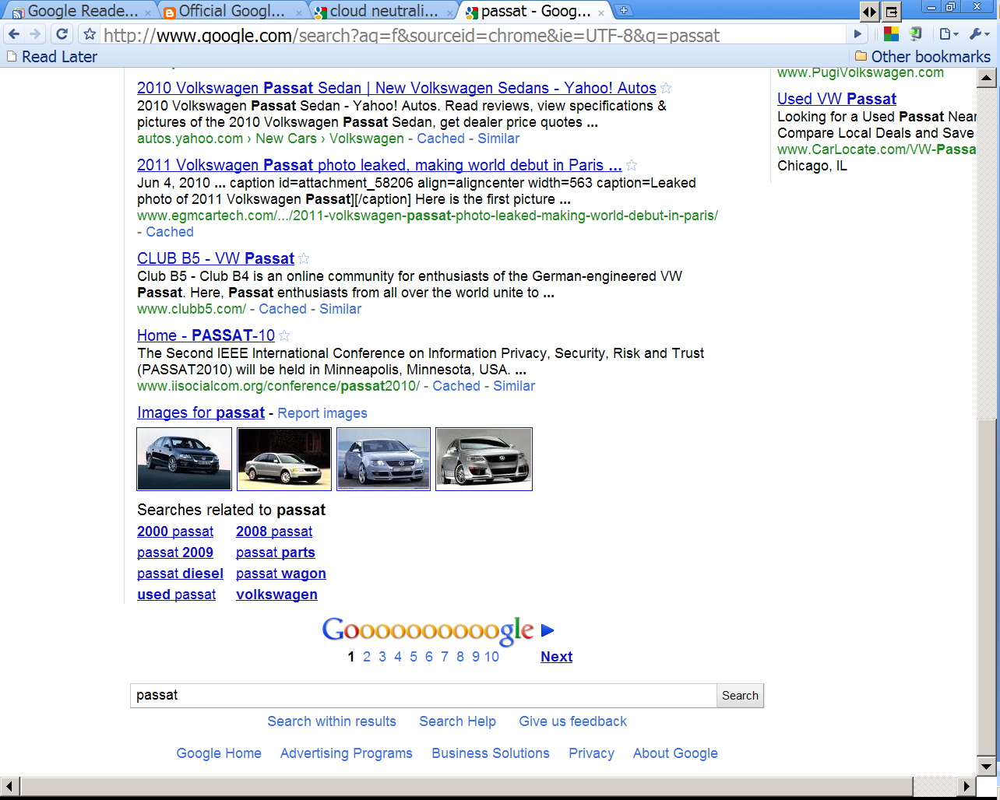 Google Reade...
Official Googl...
cloud neutrali...
passat - Goog...
http://www.google.com/search?aq=f&sourceid=chrome&ie=UTF-8&q=passat
Read Later
Other bookmarks
2010 Volkswagen Passat Sedan | New Volkswagen Sedans - Yahoo! Autos
2010 Volkswagen Passat Sedan - Yahoo! Autos. Read reviews, view specifications &
pictures of the 2010 Volkswagen Passat Sedan, get dealer price quotes ...
autos.yahoo.com › New Cars › Volkswagen - Cached - Similar
2011 Volkswagen Passat photo leaked, making world debut in Paris ...
Jun 4, 2010 ... caption id=attachment_58206 align=aligncenter width=563 caption=Leaked
photo of 2011 Volkswagen Passat][/caption] Here is the first picture ...
www.egmcartech.com/.../2011-volkswagen-passat-photo-leaked-making-world-debut-in-paris/
- Cached
CLUB B5 - VW Passat
Club B5 - Club B4 is an online community for enthusiasts of the German-engineered VW
Passat. Here, Passat enthusiasts from all over the world unite to ...
www.clubb5.com/ - Cached - Similar
Home - PASSAT-10
The Second IEEE International Conference on Information Privacy, Security, Risk and Trust
(PASSAT2010) will be held in Minneapolis, Minnesota, USA. ...
www.iisocialcom.org/conference/passat2010/ - Cached - Similar
Images for passat - Report images
Searches related to passat
2000 passat
2008 passat
passat 2009
passat parts
passat diesel
passat wagon
used passat
volkswagen
www.PugiVolkswagen.com
Used VW Passat
Looking for a Used Passat Near
Compare Local Deals and Save
www.CarLocate.com/VW-Passa
Chicago, IL
Goooooooooogle
1 2 3 4 5 6 7 8 9 10 Next
passat
Search
Search within results
Search Help
Give us feedback
Google Home
Advertising Programs
Business Solutions
Privacy
About Google